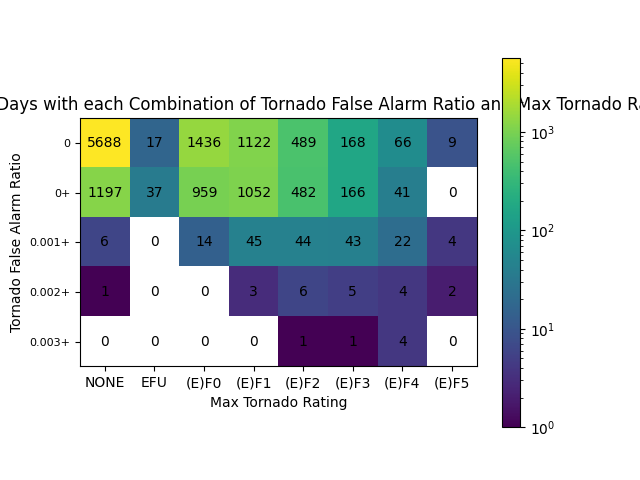 Days with each Combination of Tornado False Alarm Ratio and Max Tornado Ra
Tornado False Alarm Ratio
0 5688 17 1436 1122 489 168 66 9
0+ 1197 37 959 1052 482 166 41 0
0.001+ 6 0 14 45 44 43 22 4
0.002+ 1 0 0 3 6 5 4 2
0.003+ 0 0 0 0 1 1 4 0
NONE EFU (E)F0 (E)F1 (E)F2 (E)F3 (E)F4 (E)F5
Max Tornado Rating
10³
10²
10¹
10⁰